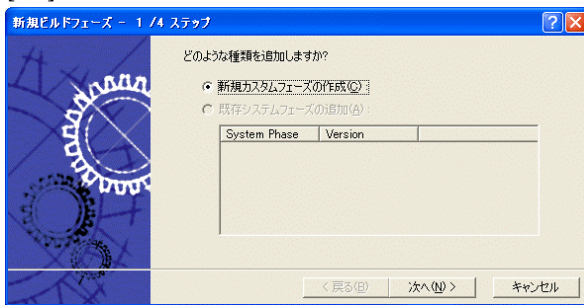 新規ビルドフェーズ - 1 /4 ステップ
どのような種類を追加しますか?
新規カスタムフェーズの作成(C) :
既存システムフェーズの追加(A) :
System Phase Version
< 戻る(B) 次へ(N) > キャンセル